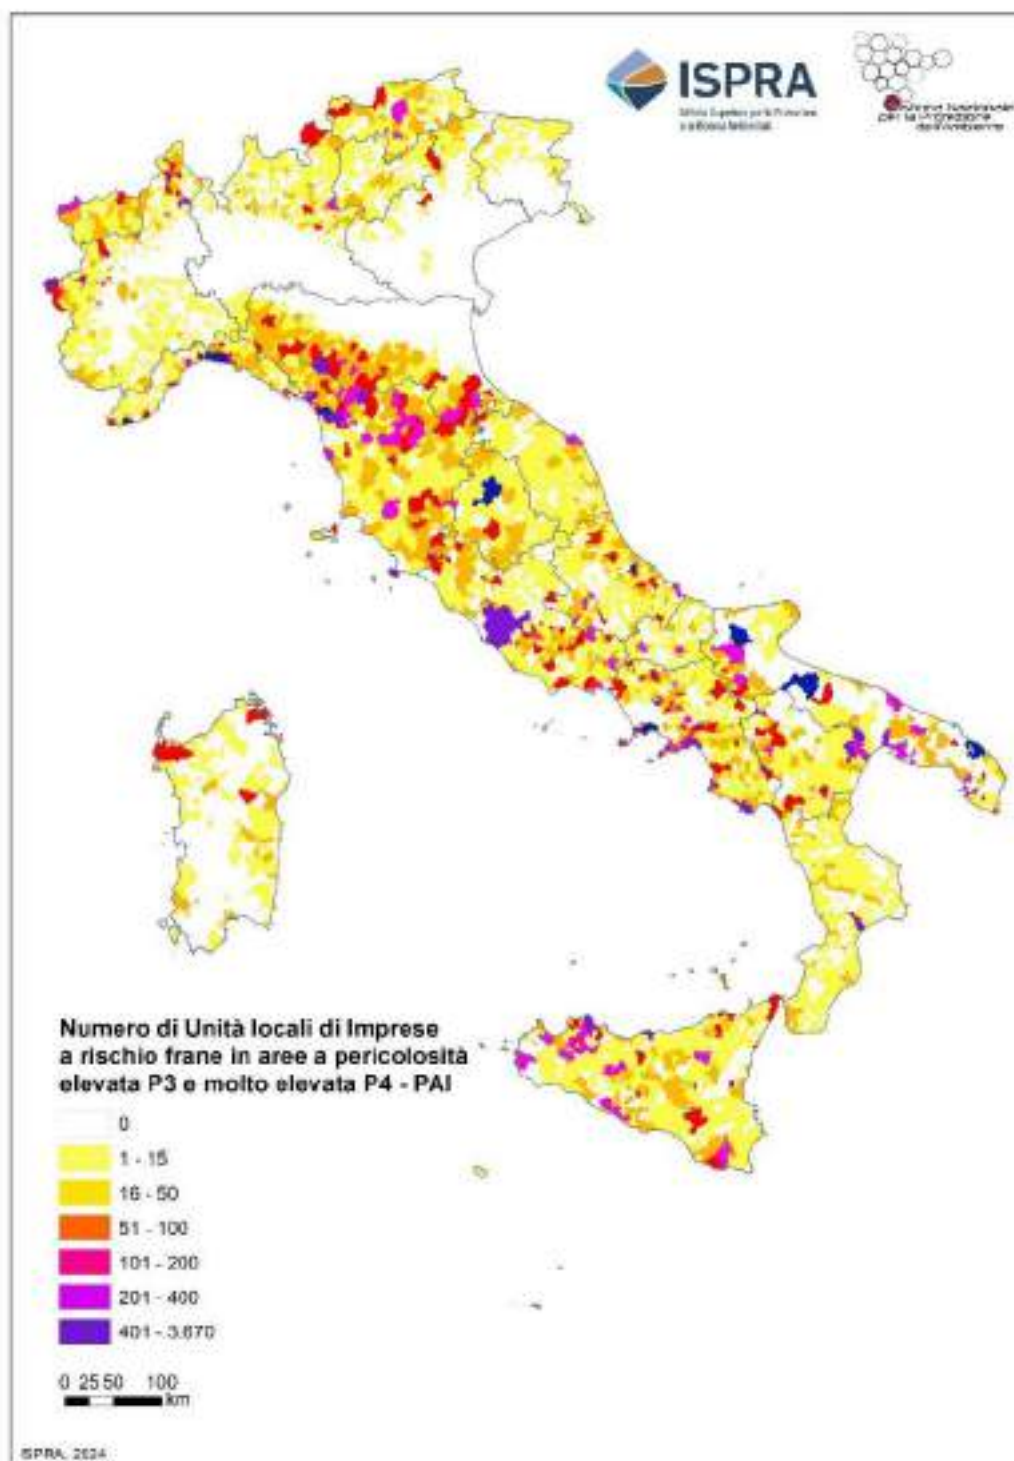 ISPRA
Numero di Unità locali di Imprese
a rischio frane in aree a pericolosità
elevata P3 e molto elevata P4 - PAI
0
1 - 15
16 - 50
51 - 100
101 - 200
201 - 400
401 - 3.670
0 25 50 100
km
ISPRA, 2024